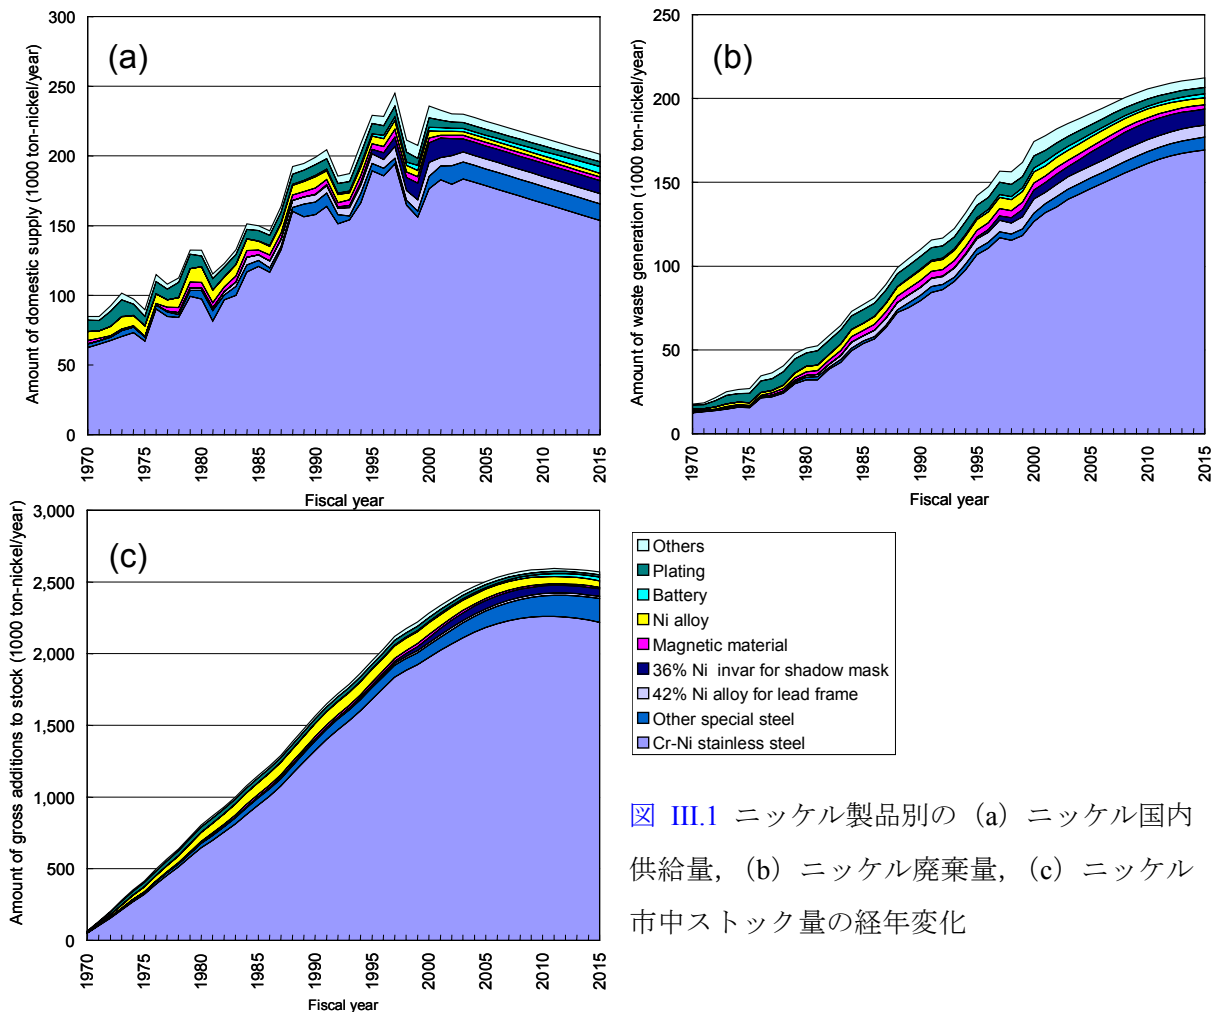 (a)
Amount of domestic supply (1000 ton-nickel/year)
300
250
200
150
100
50
0
1970
1975
1980
1985
1990
1995
2000
2005
2010
2015
Fiscal year
(b)
Amount of waste generation (1000 ton-nickel/year)
250
200
150
100
50
0
1970
1975
1980
1985
1990
1995
2000
2005
2010
2015
Fiscal year
(c)
Amount of gross additions to stock (1000 ton-nickel/year)
3,000
2,500
2,000
1,500
1,000
500
0
1970
1975
1980
1985
1990
1995
2000
2005
2010
2015
Fiscal year
Others
Plating
Battery
Ni alloy
Magnetic material
36% Ni invar for shadow mask
42% Ni alloy for lead frame
Other special steel
Cr-Ni stainless steel
図 III.1 ニッケル製品別の（a）ニッケル国内
供給量，（b）ニッケル廃棄量，（c）ニッケル
市中ストック量の経年変化